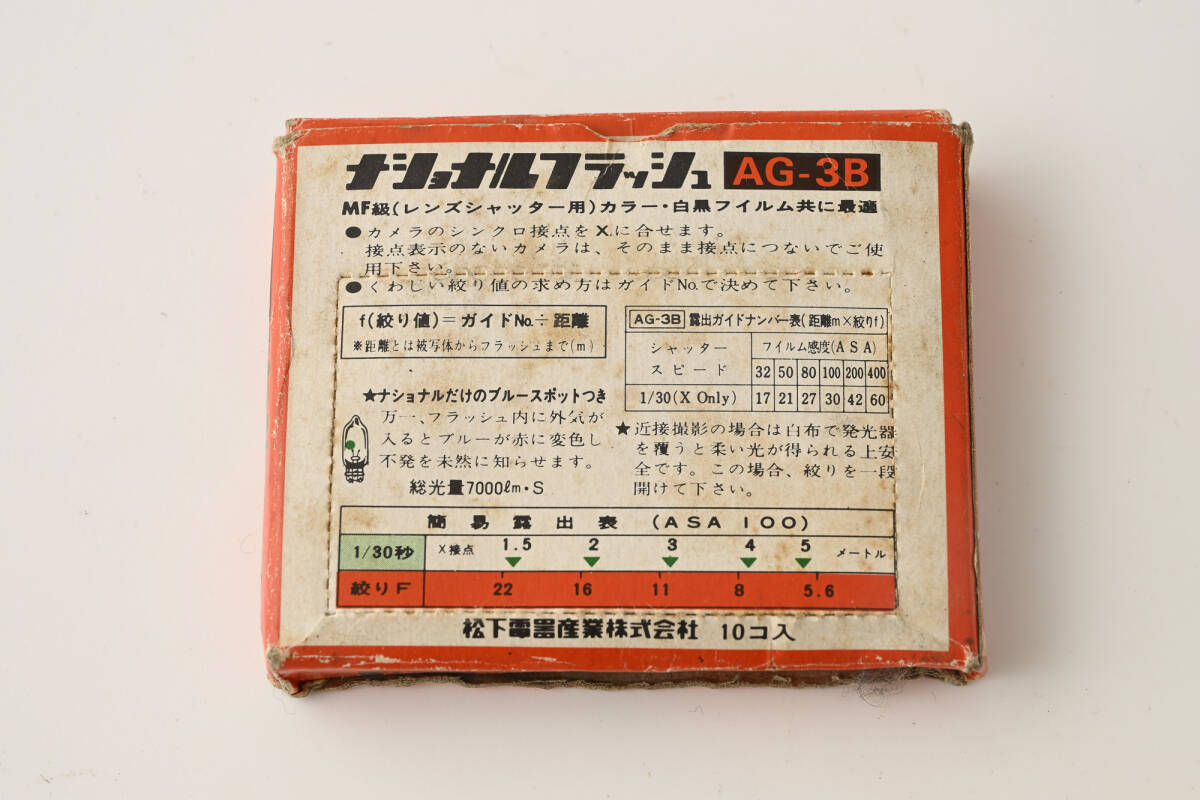 ナショナルフラッシュ AG-3B
MF級(レンズシャッター用)カラー・白黒フイルム共に最適
●カメラのシンクロ接点をXに合せます。
接点表示のないカメラは、そのまま接点につないでご使
用下さい。
●くわしい絞り値の求め方はガイドNo.で決めて下さい。
f(絞り値)=ガイドNo.÷距離
※距離とは被写体からフラッシュまで(m)
★ナショナルだけのブルースポットつき
万一、フラッシュ内に外気が
入るとブルーが赤に変色し
不発を未然に知らせます。
総光量7000ℓm・S
AG-3B 露出ガイドナンバー表(距離m×絞りf)
シャッター フイルム感度(ASA)
スピード 32 50 80 100 200 400
1/30(X Only) 17 21 27 30 42 60
★近接撮影の場合は白布で発光器
を覆うと柔い光が得られる上安
全です。この場合、絞りを一段
開けて下さい。
簡易露出表 (ASA 100)
1/30秒 X接点 1.5 2 3 4 5 メートル
絞りF 22 16 11 8 5.6
松下電器産業株式会社 10コ入